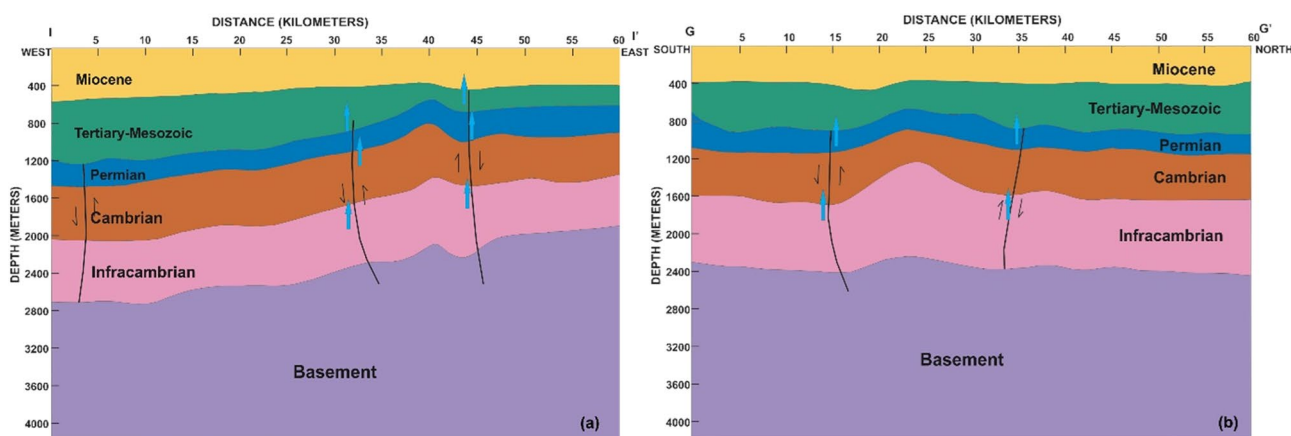 DISTANCE (KILOMETERS)
I I'
WEST 5 10 15 20 25 30 35 40 45 50 55 60 EAST
400
800
1200
1600
2000
2400
2800
3200
3600
4000
DEPTH (METERS)
Miocene
Tertiary-Mesozoic
Permian
Cambrian
Infracambrian
Basement
(a)
DISTANCE (KILOMETERS)
G G'
SOUTH 5 10 15 20 25 30 35 40 45 50 55 60 NORTH
400
800
1200
1600
2000
2400
2800
3200
3600
4000
DEPTH (METERS)
Miocene
Tertiary-Mesozoic
Permian
Cambrian
Infracambrian
Basement
(b)